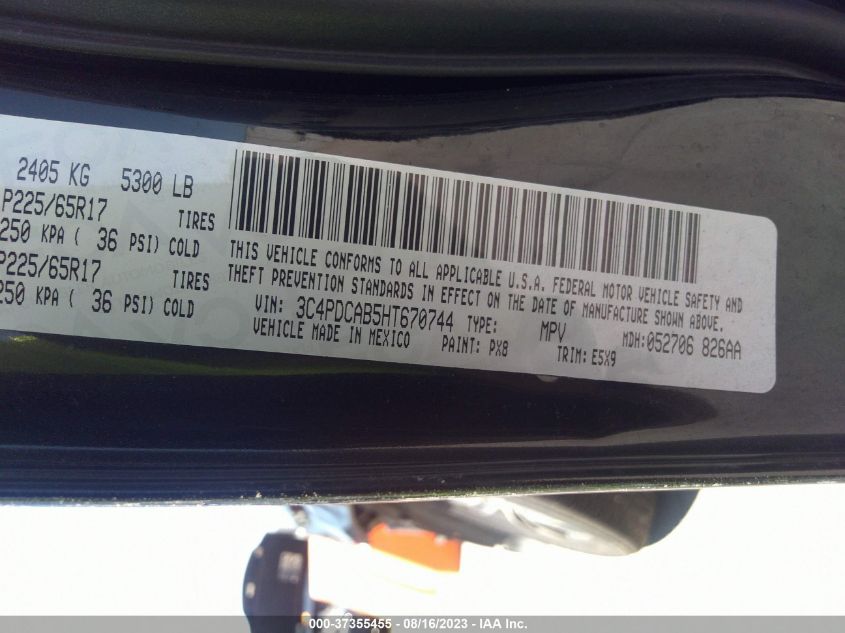 2405 KG 5300 LB
P225/65R17 TIRES
250 KPA ( 36 PSI) COLD
P225/65R17 TIRES
250 KPA ( 36 PSI) COLD
THIS VEHICLE CONFORMS TO ALL APPLICABLE U.S.A. FEDERAL MOTOR VEHICLE SAFETY AND
THEFT PREVENTION STANDARDS IN EFFECT ON THE DATE OF MANUFACTURE SHOWN ABOVE.
VIN: 3C4PDCAB5HT670744 TYPE: MPV MDH:052706 826AA
VEHICLE MADE IN MEXICO PAINT: PX8 TRIM: E5X9
000-37355455 - 08/16/2023 - IAA Inc.